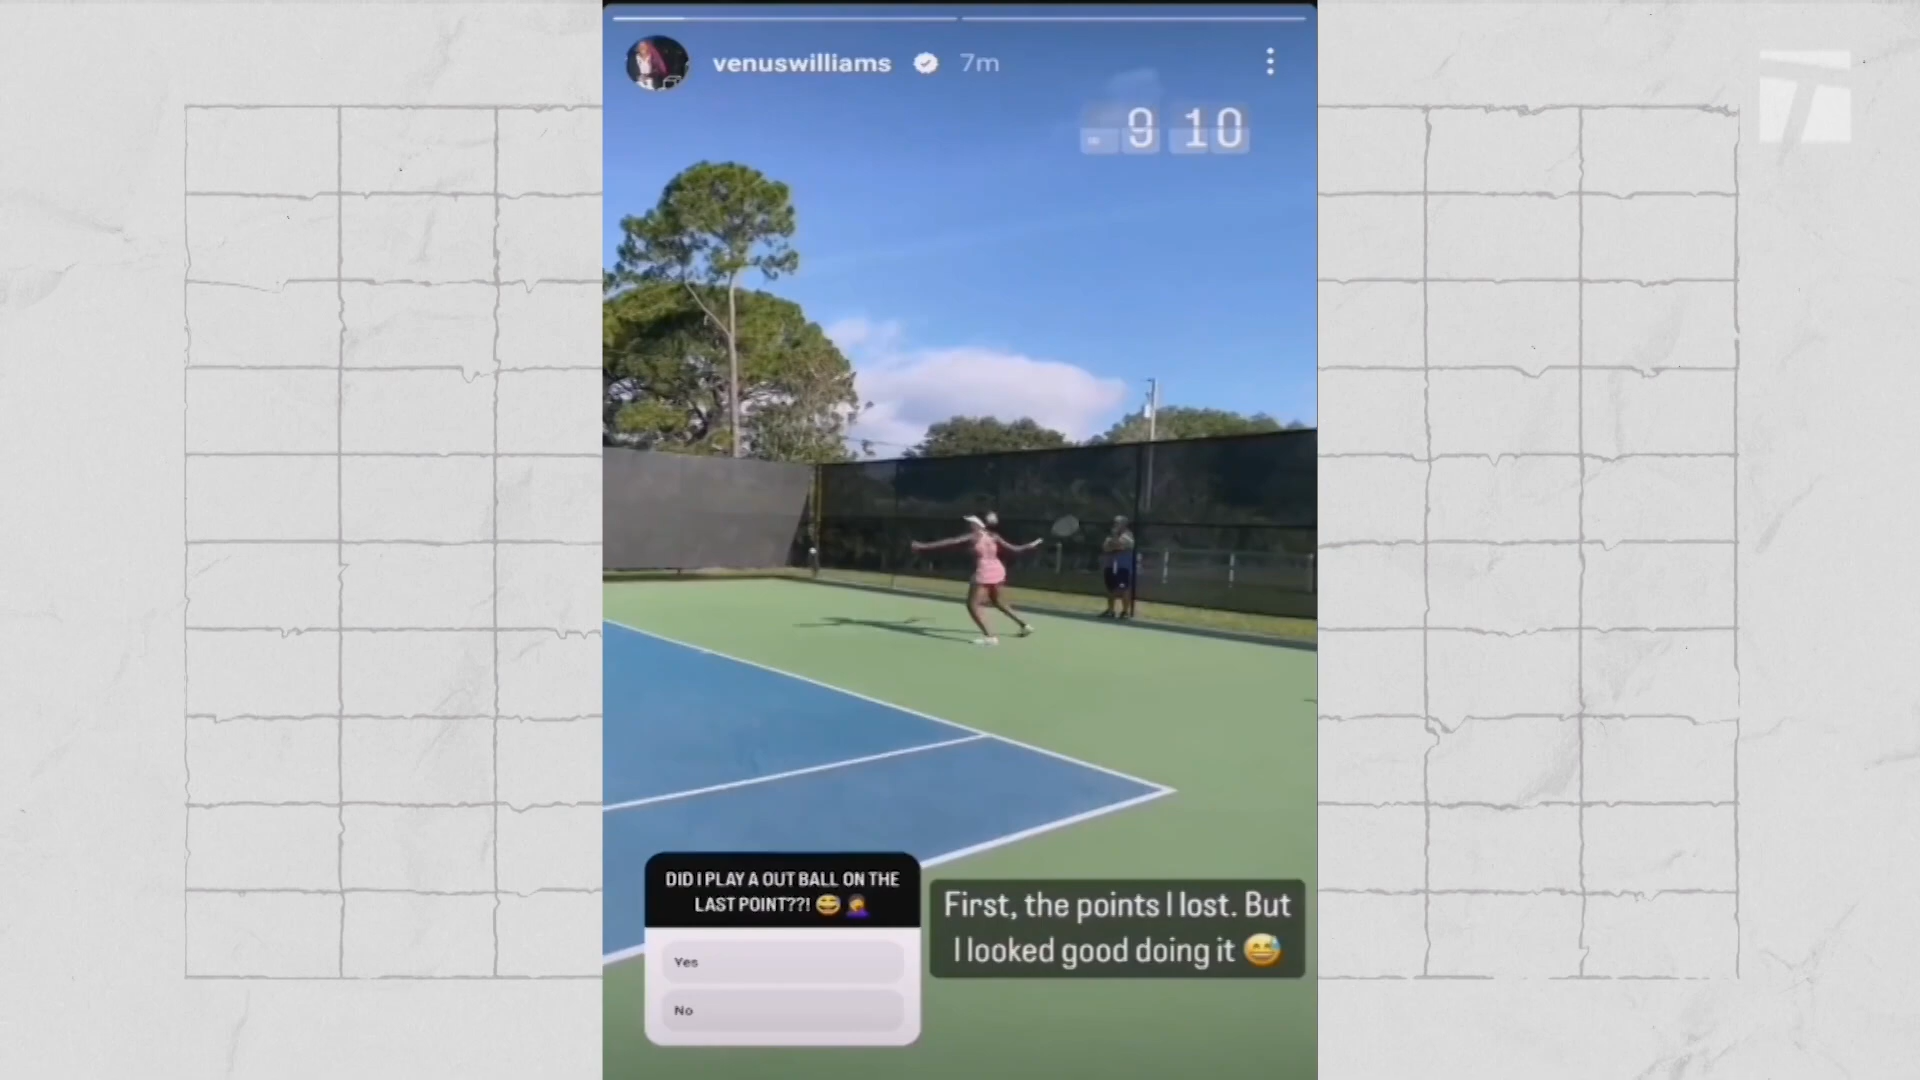 venuswilliams 7m
9 10
DID I PLAY A OUT BALL ON THE
LAST POINT??! 😅 🤦‍♀️
Yes
No
First, the points I lost. But
I looked good doing it 😅